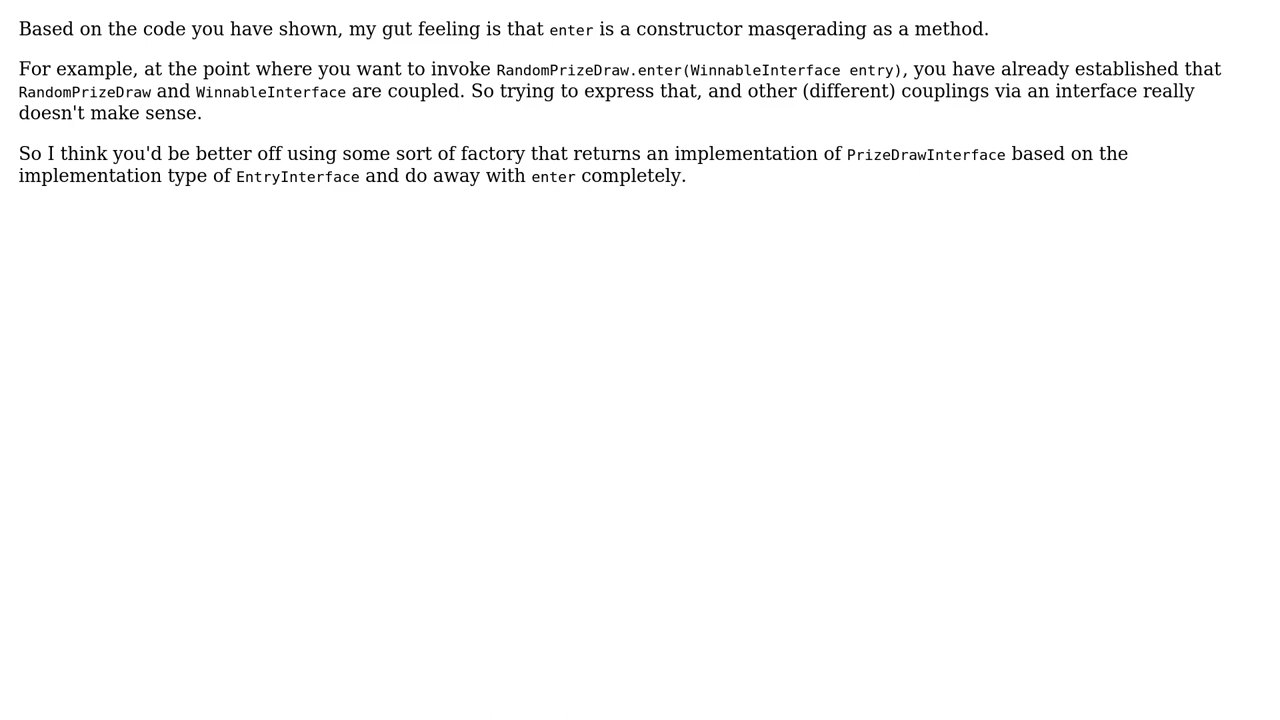 Based on the code you have shown, my gut feeling is that enter is a constructor masqerading as a method.
For example, at the point where you want to invoke RandomPrizeDraw.enter(WinnableInterface entry), you have already established that
RandomPrizeDraw and WinnableInterface are coupled. So trying to express that, and other (different) couplings via an interface really
doesn't make sense.
So I think you'd be better off using some sort of factory that returns an implementation of PrizeDrawInterface based on the
implementation type of EntryInterface and do away with enter completely.